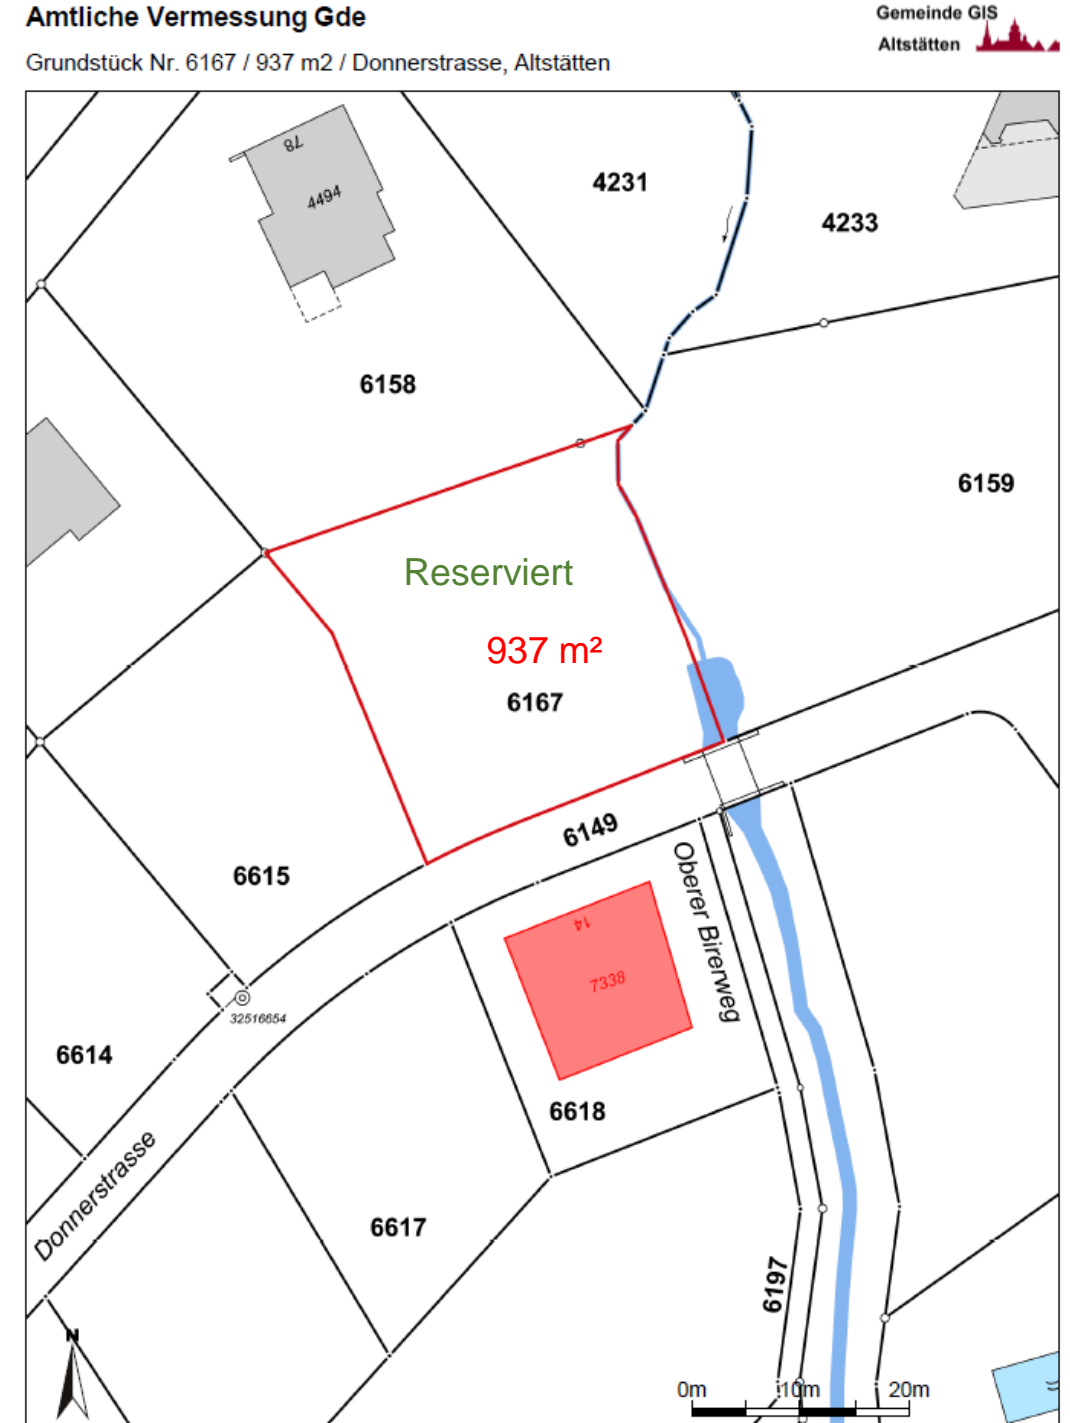 Amtliche Vermessung Gde
Gemeinde GIS
Altstätten
Grundstück Nr. 6167 / 937 m2 / Donnerstrasse, Altstätten
78
4494
4231
4233
6158
6159
Reserviert
937 m²
6167
6149
6615
Oberer Birerweg
14
7338
32516654
6614
6618
Donnerstrasse
6617
6197
N
0m 10m 20m